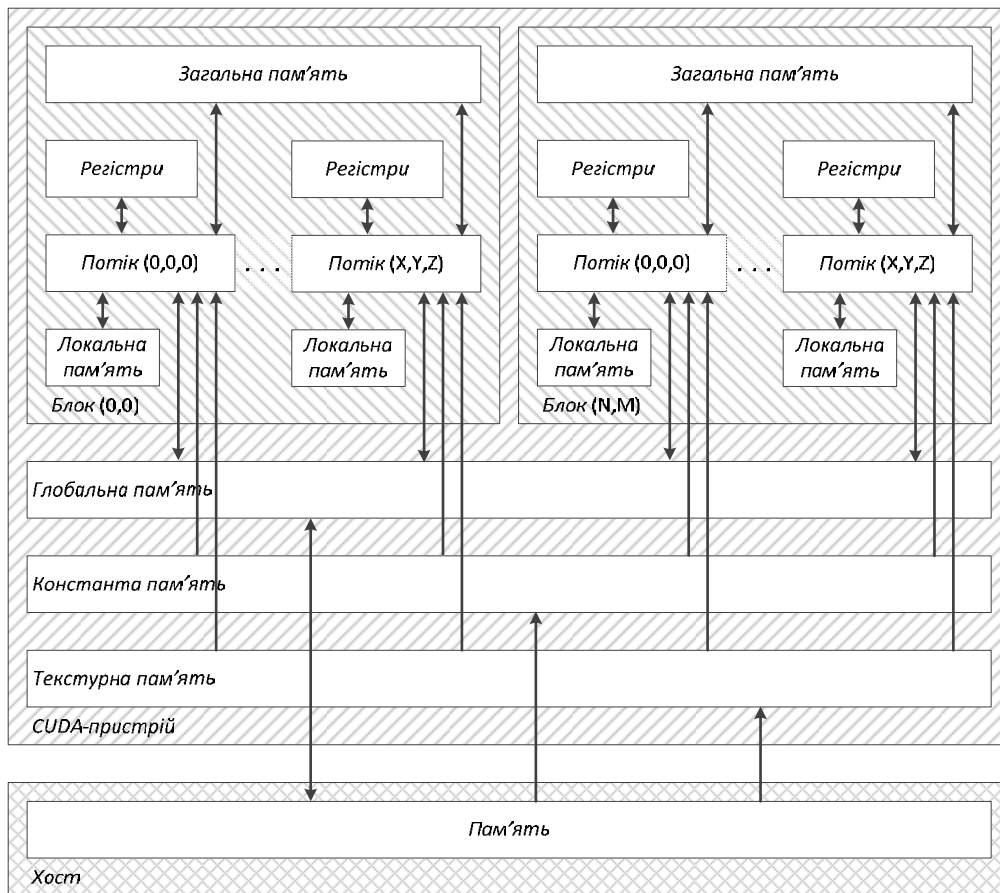 Загальна пам'ять
Загальна пам'ять
Регістри
Регістри
Регістри
Регістри
Потік (0,0,0)
. . .
Потік (X,Y,Z)
Потік (0,0,0)
. . .
Потік (X,Y,Z)
Локальна
пам'ять
Локальна
пам'ять
Локальна
пам'ять
Локальна
пам'ять
Блок (0,0)
Блок (N,M)
Глобальна пам'ять
Константа пам'ять
Текстурна пам'ять
CUDA-пристрій
Пам'ять
Хост